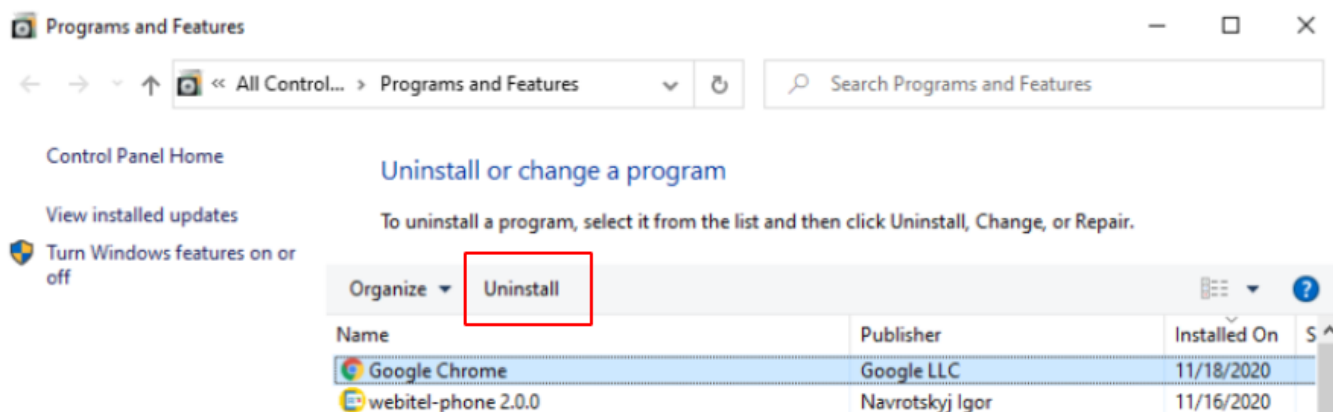 Programs and Features
« All Control... > Programs and Features
Search Programs and Features
Control Panel Home
Uninstall or change a program
View installed updates
To uninstall a program, select it from the list and then click Uninstall, Change, or Repair.
Turn Windows features on or
off
Organize Uninstall
Name Publisher Installed On S
Google Chrome Google LLC 11/18/2020
webitel-phone 2.0.0 Navrotskyj Igor 11/16/2020